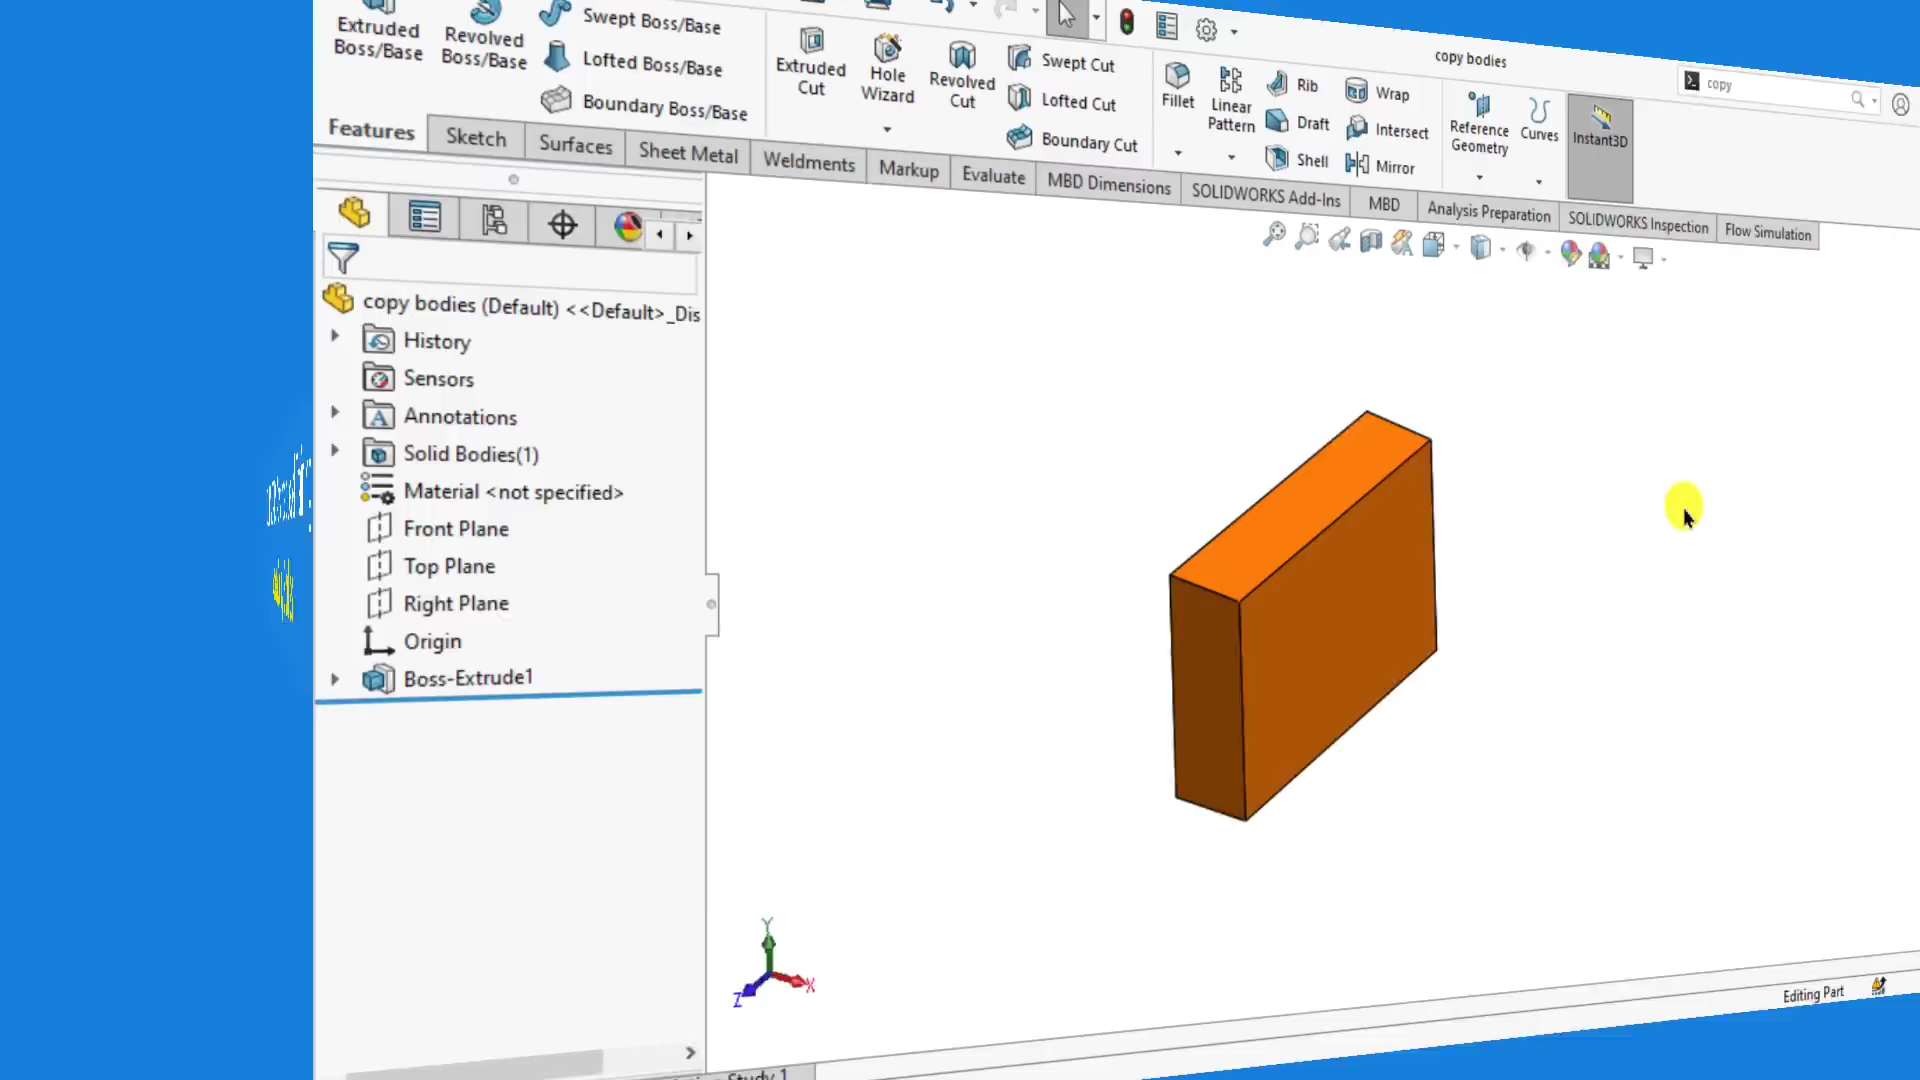 copy bodies
copy
Extruded
Boss/Base
Revolved
Boss/Base
Swept Boss/Base
Lofted Boss/Base
Boundary Boss/Base
Extruded
Cut
Hole
Wizard
Revolved
Cut
Swept Cut
Lofted Cut
Boundary Cut
Fillet
Linear
Pattern
Rib
Draft
Shell
Wrap
Intersect
Mirror
Reference
Geometry
Curves
Instant3D
Features
Sketch
Surfaces
Sheet Metal
Weldments
Markup
Evaluate
MBD Dimensions
SOLIDWORKS Add-Ins
MBD
Analysis Preparation
SOLIDWORKS Inspection
Flow Simulation
copy bodies (Default) <<Default>_Dis
History
Sensors
A Annotations
Solid Bodies(1)
Material <not specified>
Front Plane
Top Plane
Right Plane
Origin
Boss-Extrude1
Y
X
Z
Editing Part
Study 1